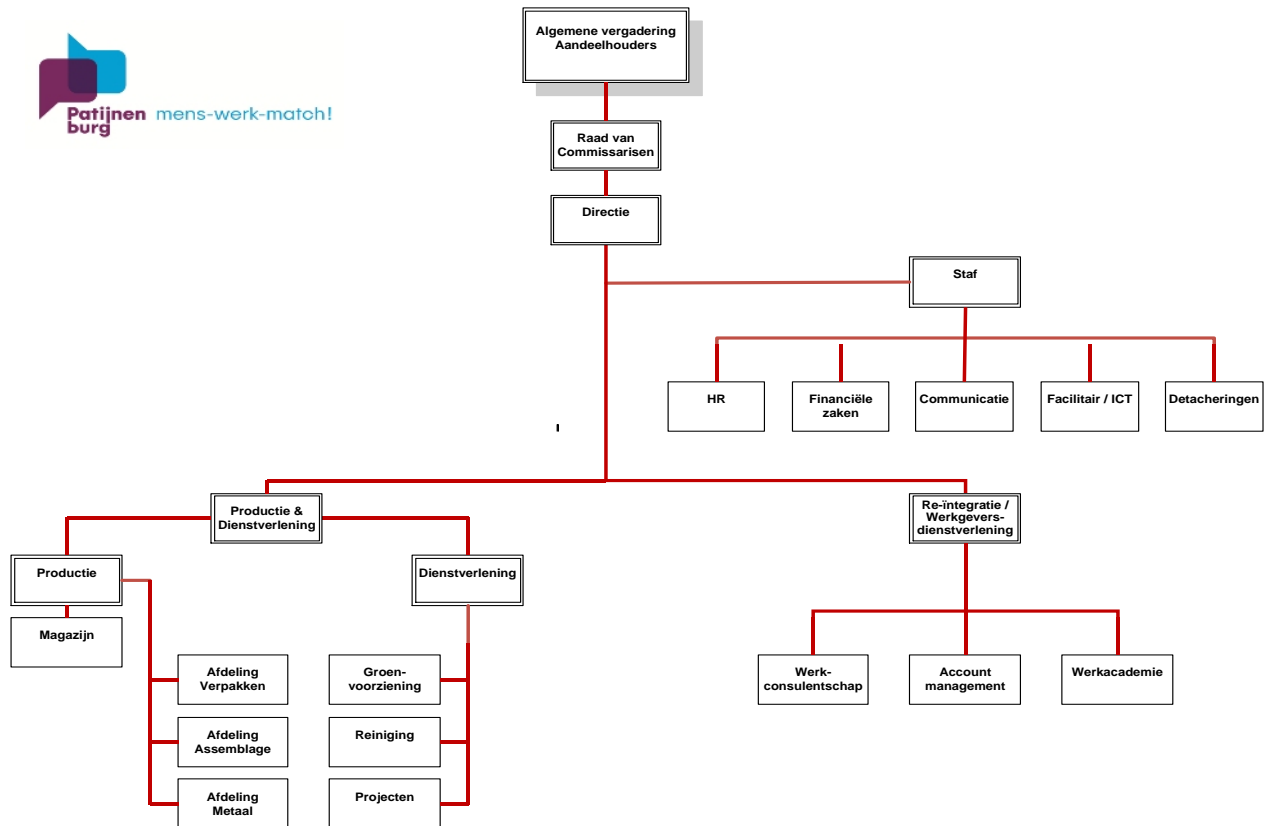 Algemene vergadering
Aandeelhouders
Patijnen
burg
mens-werk-match!
Raad van
Commissarisen
Directie
Staf
HR
Financiële
zaken
Communicatie
Facilitair / ICT
Detacheringen
Productie &
Dienstverlening
Re-ïntegratie /
Werkgevers-
dienstverlening
Productie
Dienstverlening
Magazijn
Afdeling
Verpakken
Groen-
voorziening
Werk-
consulentschap
Account
management
Werkacademie
Afdeling
Assemblage
Reiniging
Afdeling
Metaal
Projecten